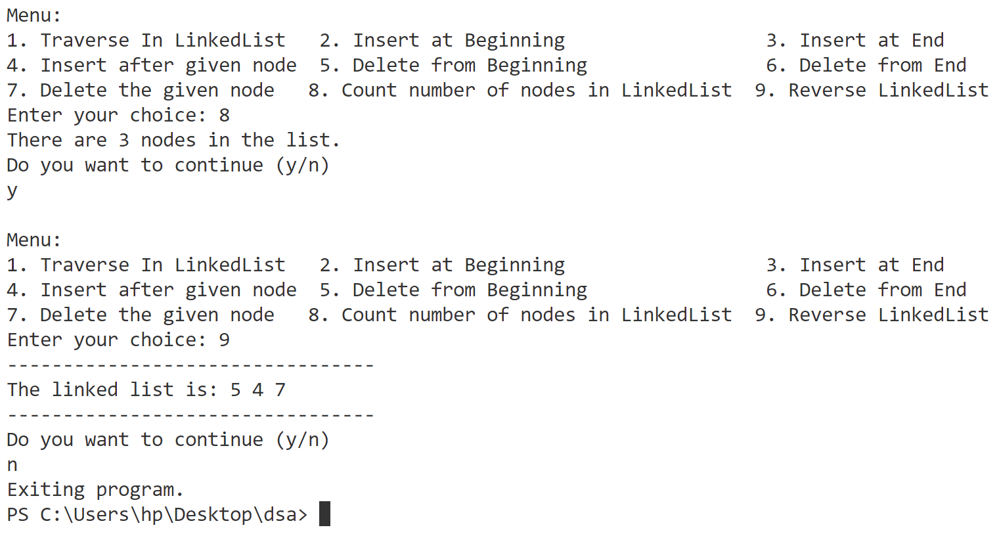 Menu:
1. Traverse In LinkedList   2. Insert at Beginning                  3. Insert at End
4. Insert after given node  5. Delete from Beginning                6. Delete from End
7. Delete the given node   8. Count number of nodes in LinkedList  9. Reverse LinkedList
Enter your choice: 8
There are 3 nodes in the list.
Do you want to continue (y/n)
y

Menu:
1. Traverse In LinkedList   2. Insert at Beginning                  3. Insert at End
4. Insert after given node  5. Delete from Beginning                6. Delete from End
7. Delete the given node   8. Count number of nodes in LinkedList  9. Reverse LinkedList
Enter your choice: 9
---------------------------------
The linked list is: 5 4 7
---------------------------------
Do you want to continue (y/n)
n
Exiting program.
PS C:\Users\hp\Desktop\dsa>